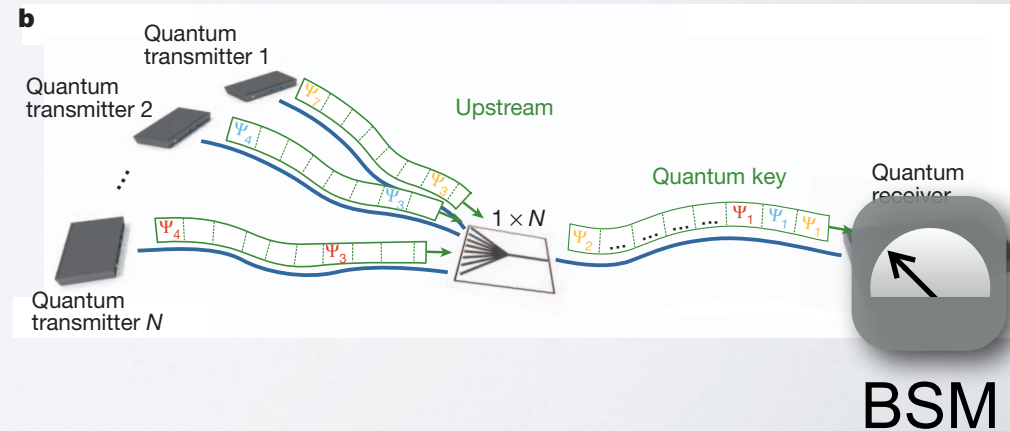 b
Quantum
transmitter 1
Quantum
transmitter 2
Ψ7
Upstream
Ψ4
Ψ3
Ψ3
Quantum key
Quantum
receiver
1 × N
Ψ4
Ψ3
Ψ2 ... ... ... ... Ψ1 Ψ1 Ψ1
Quantum
transmitter N
BSM